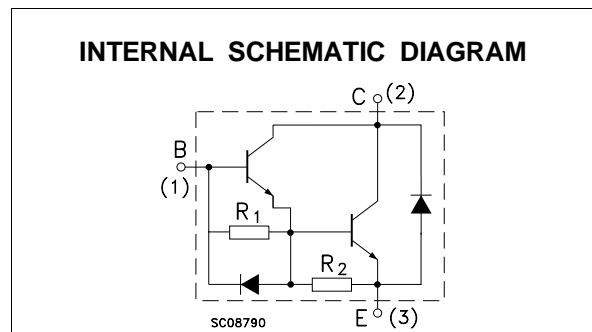 INTERNAL SCHEMATIC DIAGRAM
C (2)
B
(1)
R1
R2
SC08790
E (3)